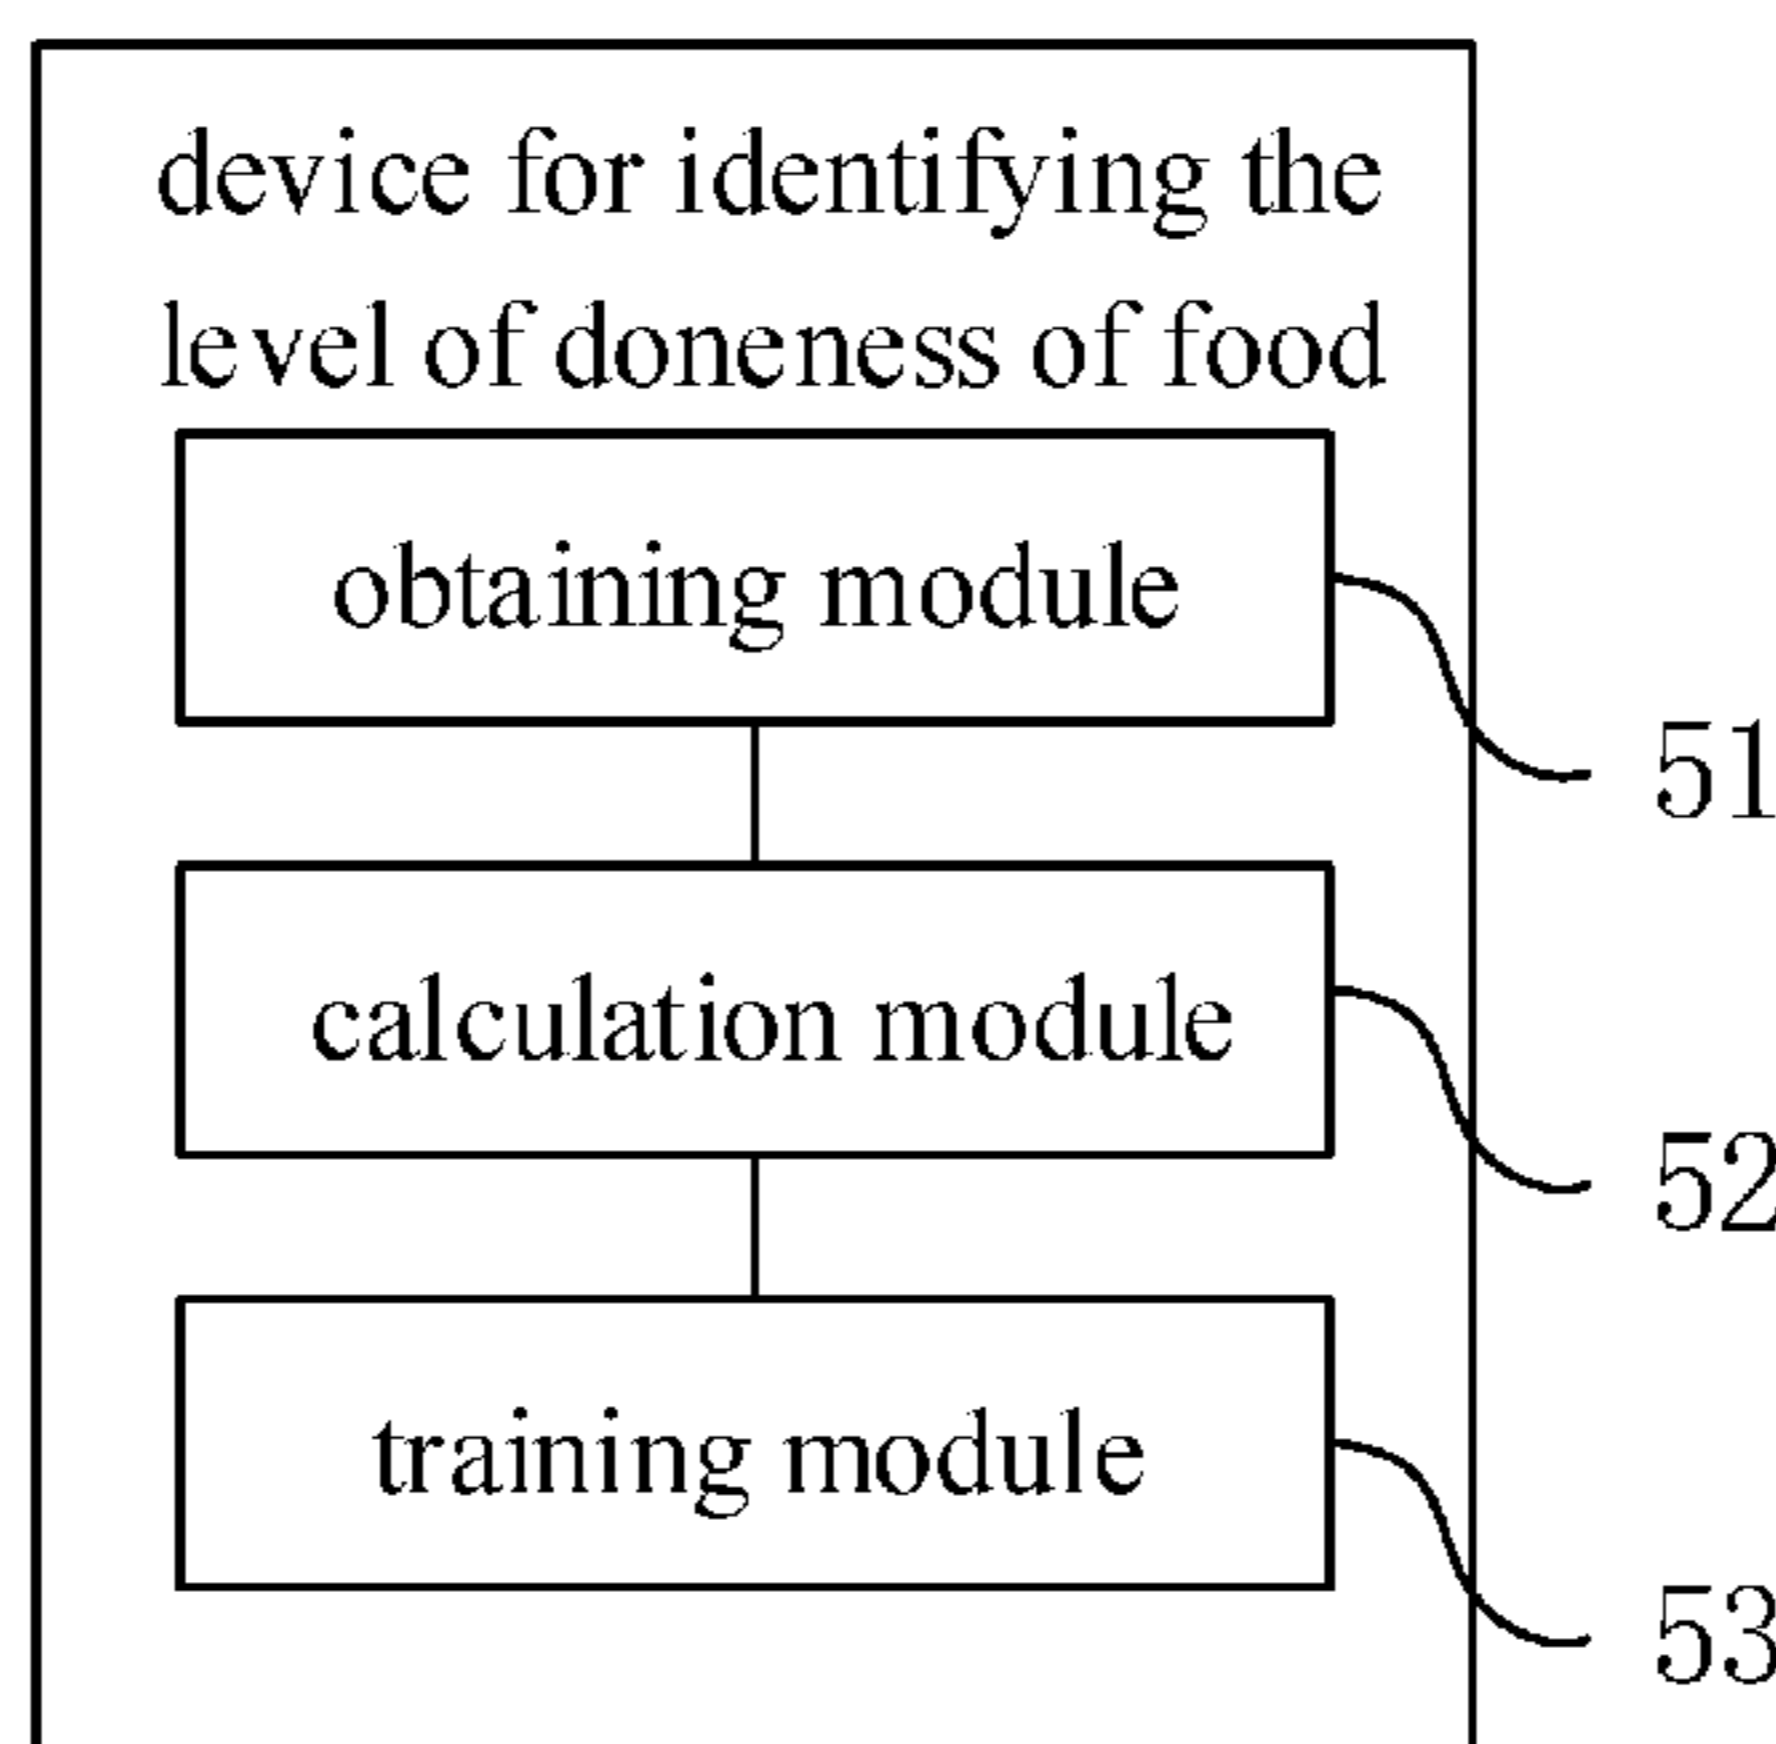 device for identifying the
level of doneness of food
obtaining module
51
calculation module
52
training module
53